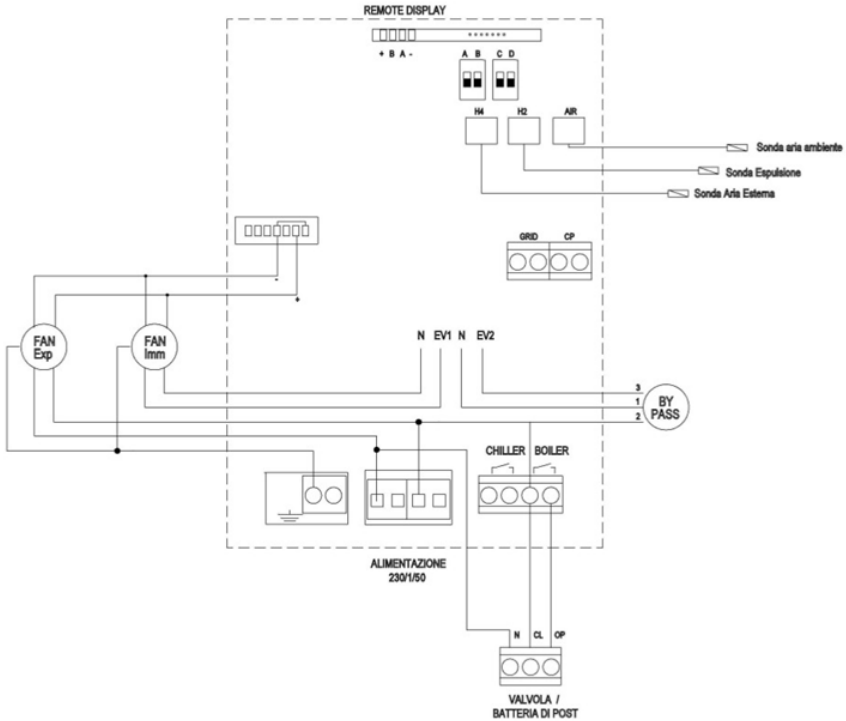 REMOTE DISPLAY
*******
+ B A -
A B C D
H4 H2 AIR
Sonda aria ambiente
Sonda Espulsione
Sonda Aria Esterna
GRID CP
-
+
FAN
Exp
FAN
Imm
N EV1 N EV2
3
1
2
BY
PASS
CHILLER BOILER
ALIMENTAZIONE
230/1/50
N CL OP
VALVOLA /
BATTERIA DI POST